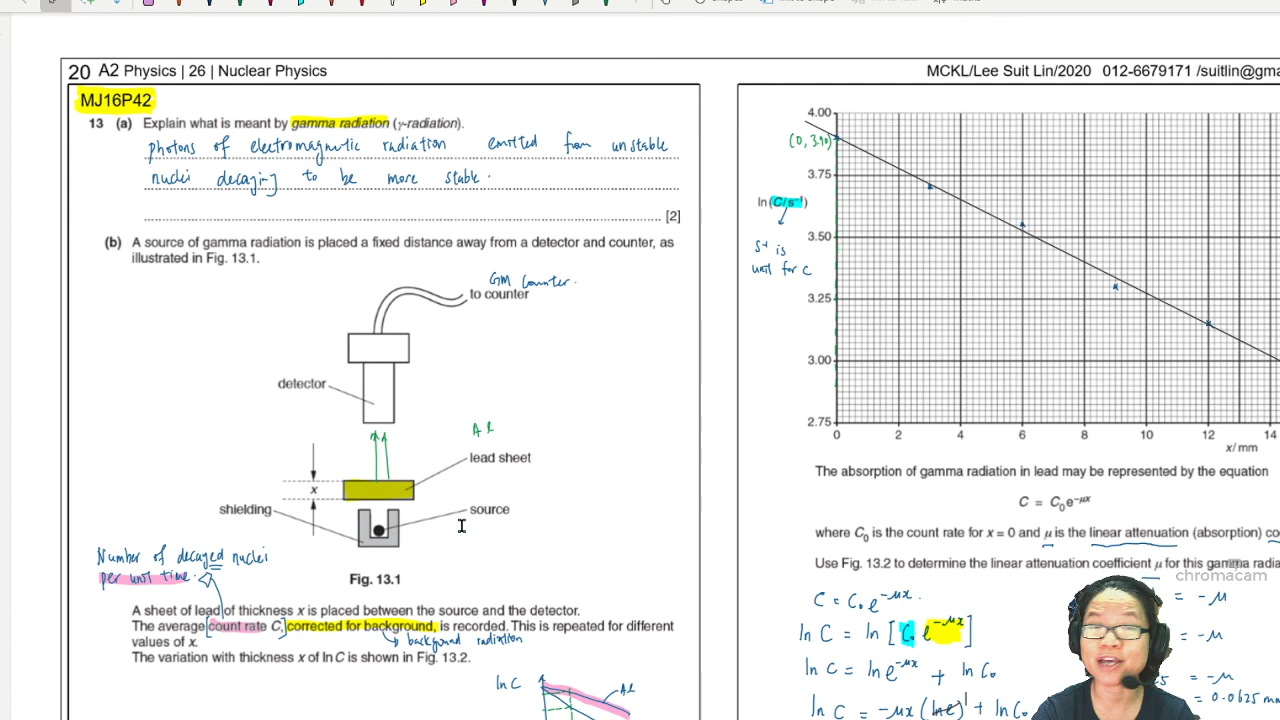 20 A2 Physics | 26 | Nuclear Physics
MJ16P42
13 (a) Explain what is meant by gamma radiation (γ-radiation).
photons of electromagnetic radiation emitted from unstable
nuclei decaying to be more stable.
[2]
(b) A source of gamma radiation is placed a fixed distance away from a detector and counter, as
illustrated in Fig. 13.1.
GM Counter.
to counter
detector
Al
lead sheet
x
shielding
source
Number of decayed nuclei
per unit time.
Fig. 13.1
A sheet of lead of thickness x is placed between the source and the detector.
The average [count rate C,] corrected for background, is recorded. This is repeated for different
values of x.
background radiation
The variation with thickness x of ln C is shown in Fig. 13.2.
ln C
Al
MCKL/Lee Suit Lin/2020 012-6679171 /suitlin@gma
4.00
(0, 3.90)
3.75
ln (C/s⁻¹)
3.50
s⁻¹ is
unit for C
3.25
3.00
2.75
0 2 4 6 8 10 12 14
x/mm
The absorption of gamma radiation in lead may be represented by the equation
C = C₀e^−μx
where C₀ is the count rate for x = 0 and μ is the linear attenuation (absorption) co
Use Fig. 13.2 to determine the linear attenuation coefficient μ for this gamma radia
chromacam
C = C₀e^−μx.
= −μ
ln C = ln [C₀ e^−μx]
= −μ
ln C = ln e^−μx + ln C₀
= −μ
ln C = −μx (ln e)¹ + ln C₀
= 0.0625 mm